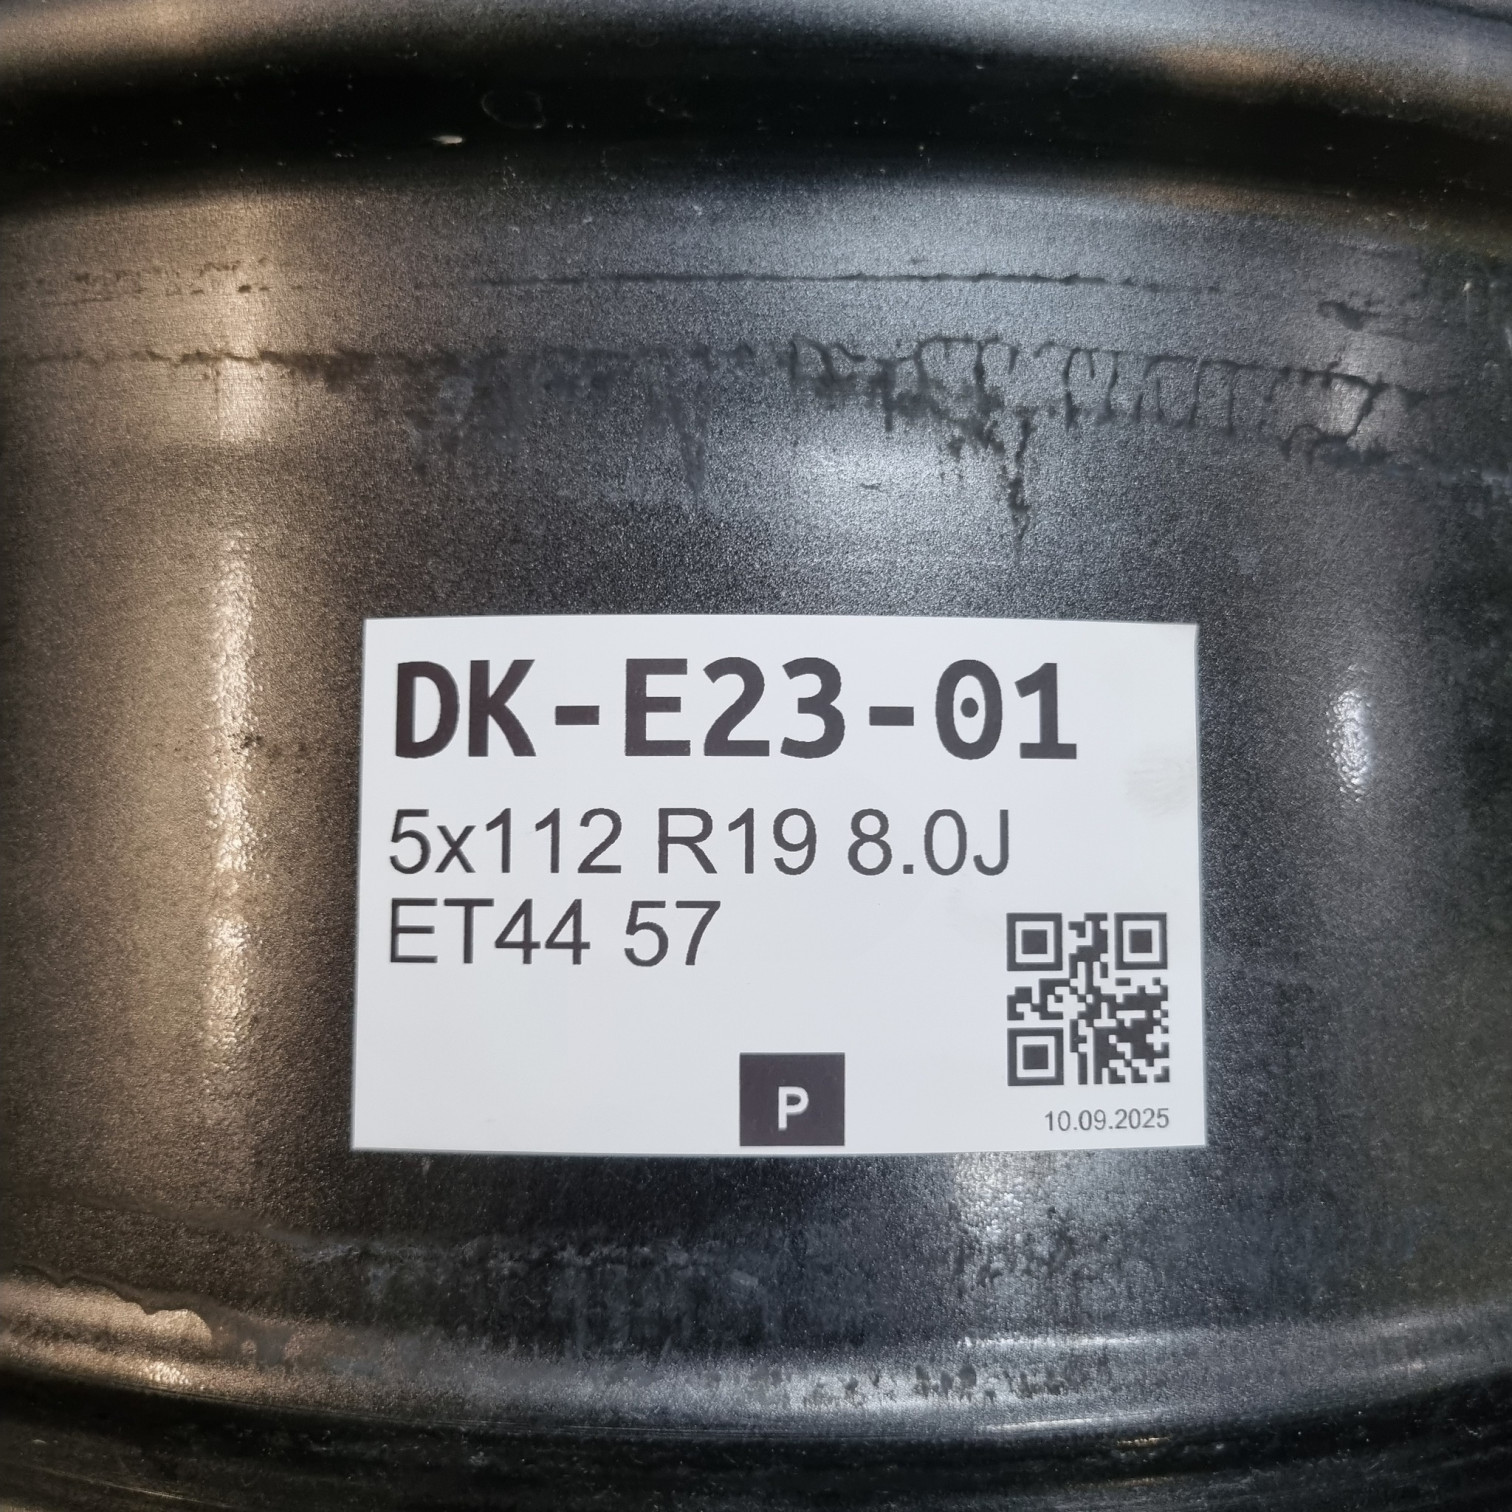 DK-E23-01
5x112 R19 8.0J
ET44 57
P
10.09.2025